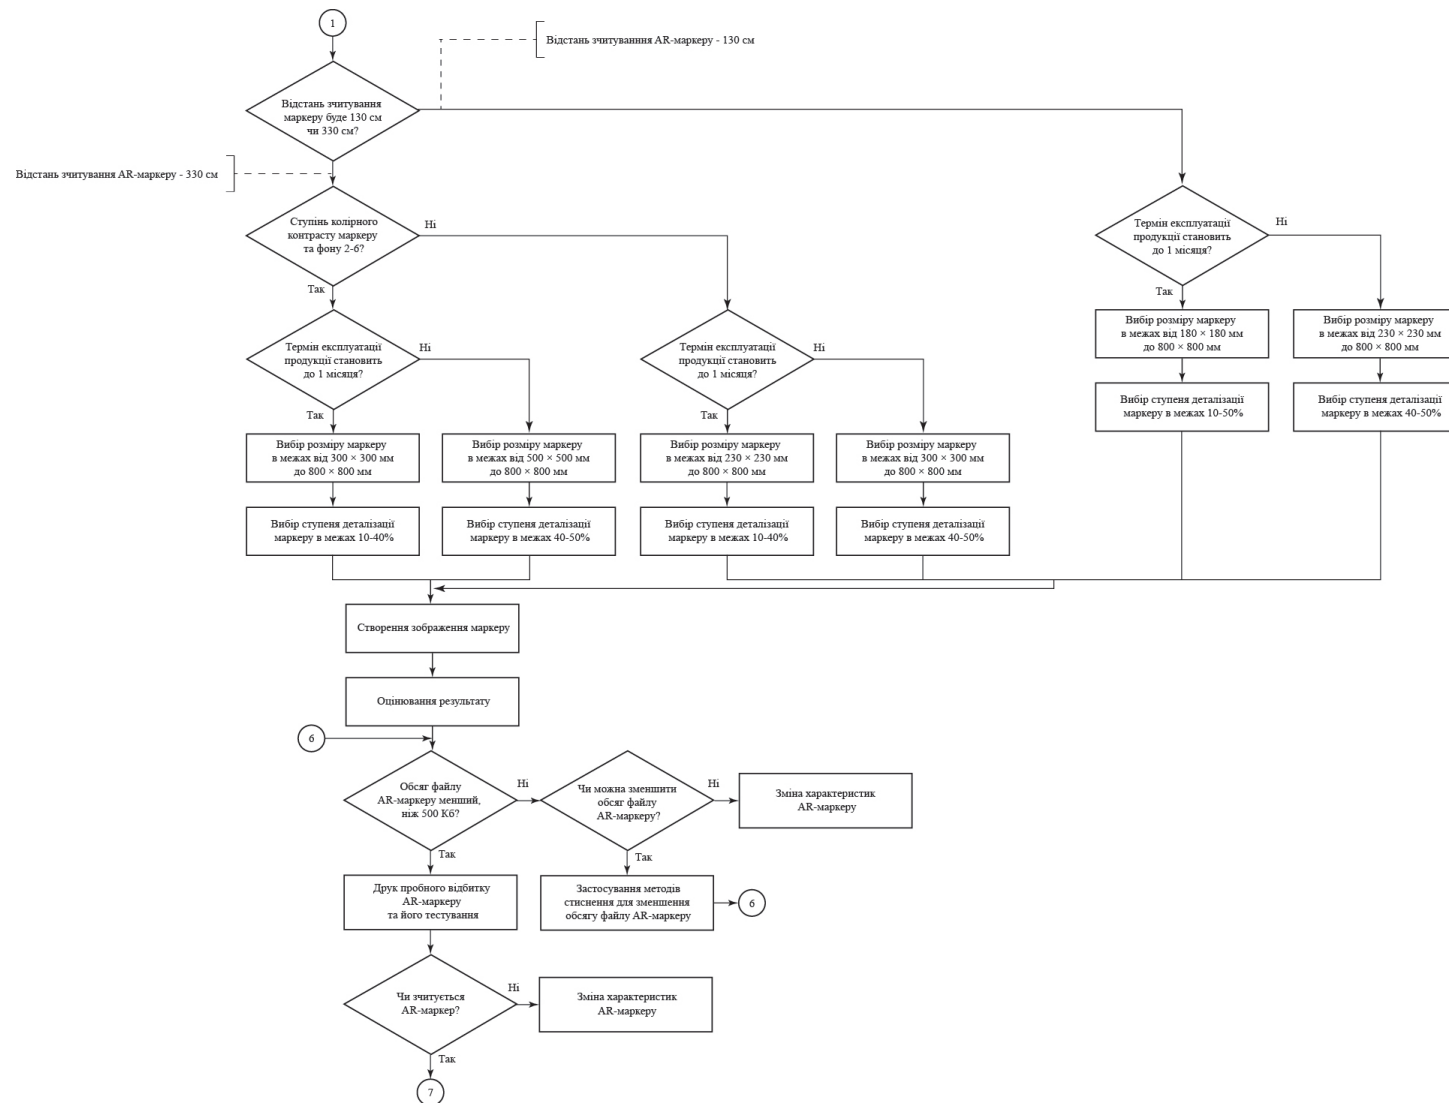 1
Відстань зчитуванння AR-маркеру - 130 см
Відстань зчитування
маркеру буде 130 см
чи 330 см?
Відстань зчитування AR-маркеру - 330 см
Ступінь колірного
контрасту маркеру
та фону 2-6?
Ні
Так
Термін експлуатації
продукції становить
до 1 місяця?
Ні
Так
Термін експлуатації
продукції становить
до 1 місяця?
Ні
Так
Термін експлуатації
продукції становить
до 1 місяця?
Ні
Так
Вибір розміру маркеру
в межах від 180 × 180 мм
до 800 × 800 мм
Вибір розміру маркеру
в межах від 230 × 230 мм
до 800 × 800 мм
Вибір ступеня деталізації
маркеру в межах 10-50%
Вибір ступеня деталізації
маркеру в межах 40-50%
Вибір розміру маркеру
в межах від 300 × 300 мм
до 800 × 800 мм
Вибір розміру маркеру
в межах від 500 × 500 мм
до 800 × 800 мм
Вибір розміру маркеру
в межах від 230 × 230 мм
до 800 × 800 мм
Вибір розміру маркеру
в межах від 300 × 300 мм
до 800 × 800 мм
Вибір ступеня деталізації
маркеру в межах 10-40%
Вибір ступеня деталізації
маркеру в межах 40-50%
Вибір ступеня деталізації
маркеру в межах 10-40%
Вибір ступеня деталізації
маркеру в межах 40-50%
Створення зображення маркеру
Оцінювання результату
6
Обсяг файлу
AR-маркеру менший,
ніж 500 Кб?
Ні
Так
Чи можна зменшити
обсяг файлу
AR-маркеру?
Ні
Так
Зміна характеристик
AR-маркеру
Друк пробного відбитку
AR-маркеру
та його тестування
Застосування методів
стиснення для зменшення
обсягу файлу AR-маркеру
6
Чи зчитується
AR-маркер?
Ні
Зміна характеристик
AR-маркеру
Так
7